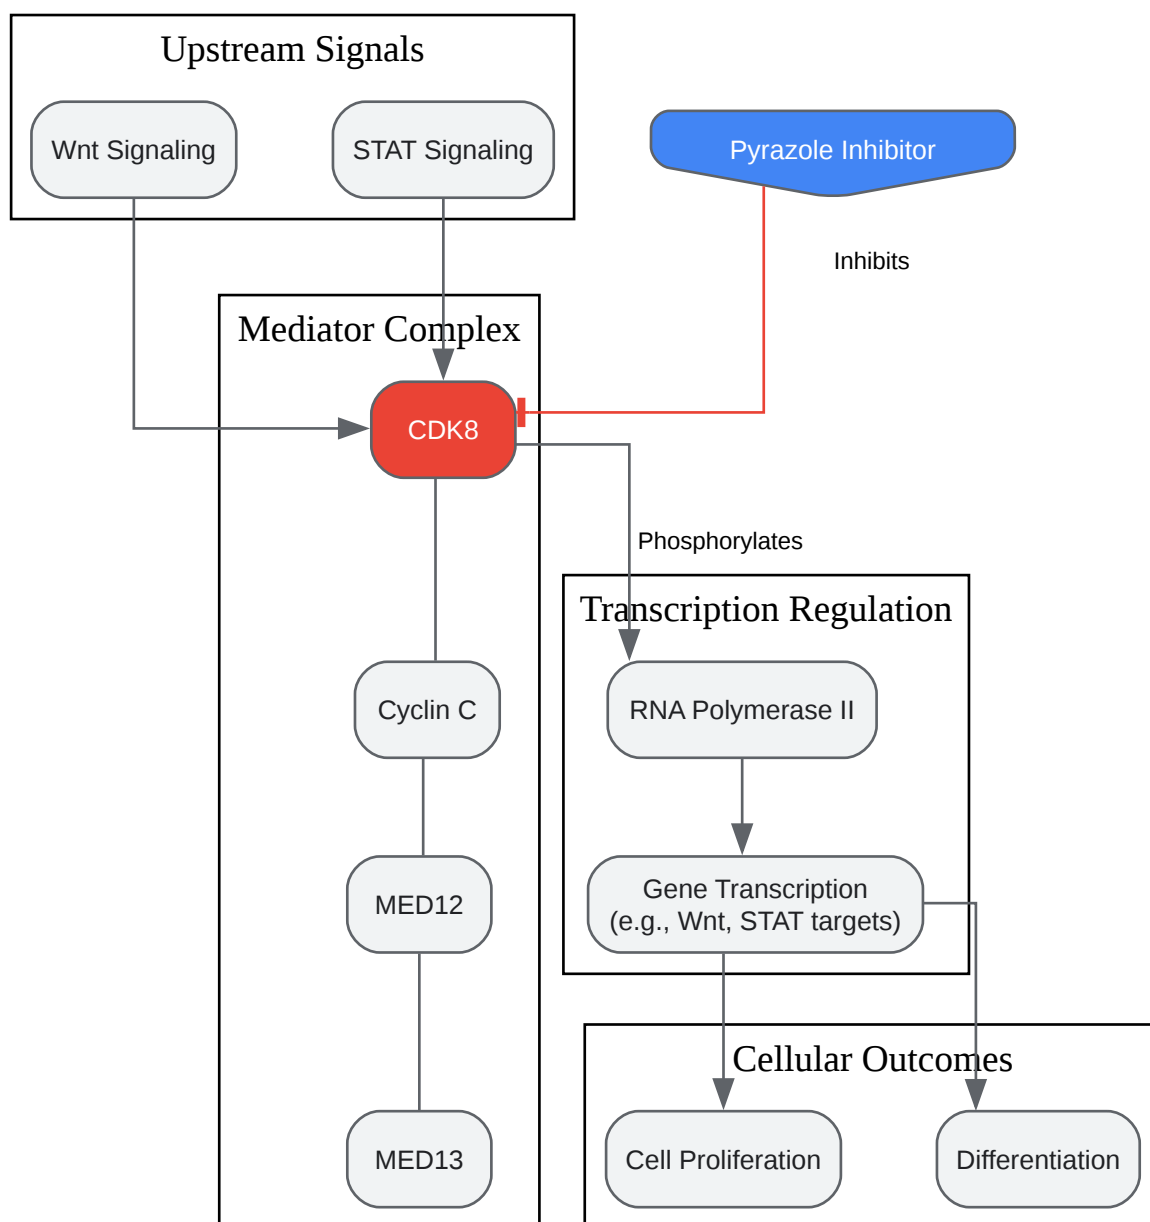 Upstream Signals
Wnt Signaling
STAT Signaling
Pyrazole Inhibitor
Inhibits
Mediator Complex
CDK8
Phosphorylates
Transcription Regulation
Cyclin C
RNA Polymerase II
MED12
Gene Transcription
(e.g., Wnt, STAT targets)
Cellular Outcomes
MED13
Cell Proliferation
Differentiation